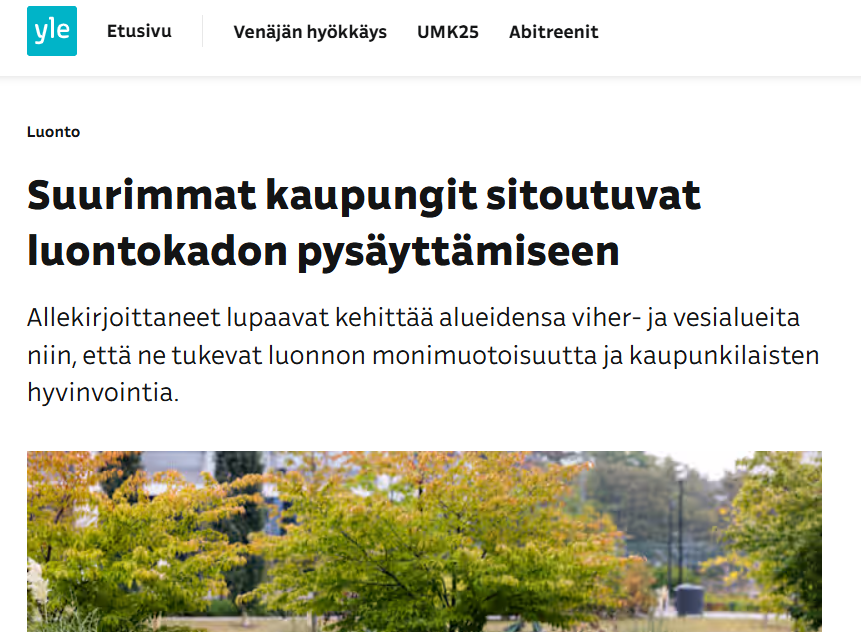 yle Etusivu Venäjän hyökkäys UMK25 Abitreenit
Luonto
Suurimmat kaupungit sitoutuvat
luontokadon pysäyttämiseen
Allekirjoittaneet lupaavat kehittää alueidensa viher- ja vesialueita
niin, että ne tukevat luonnon monimuotoisuutta ja kaupunkilaisten
hyvinvointia.